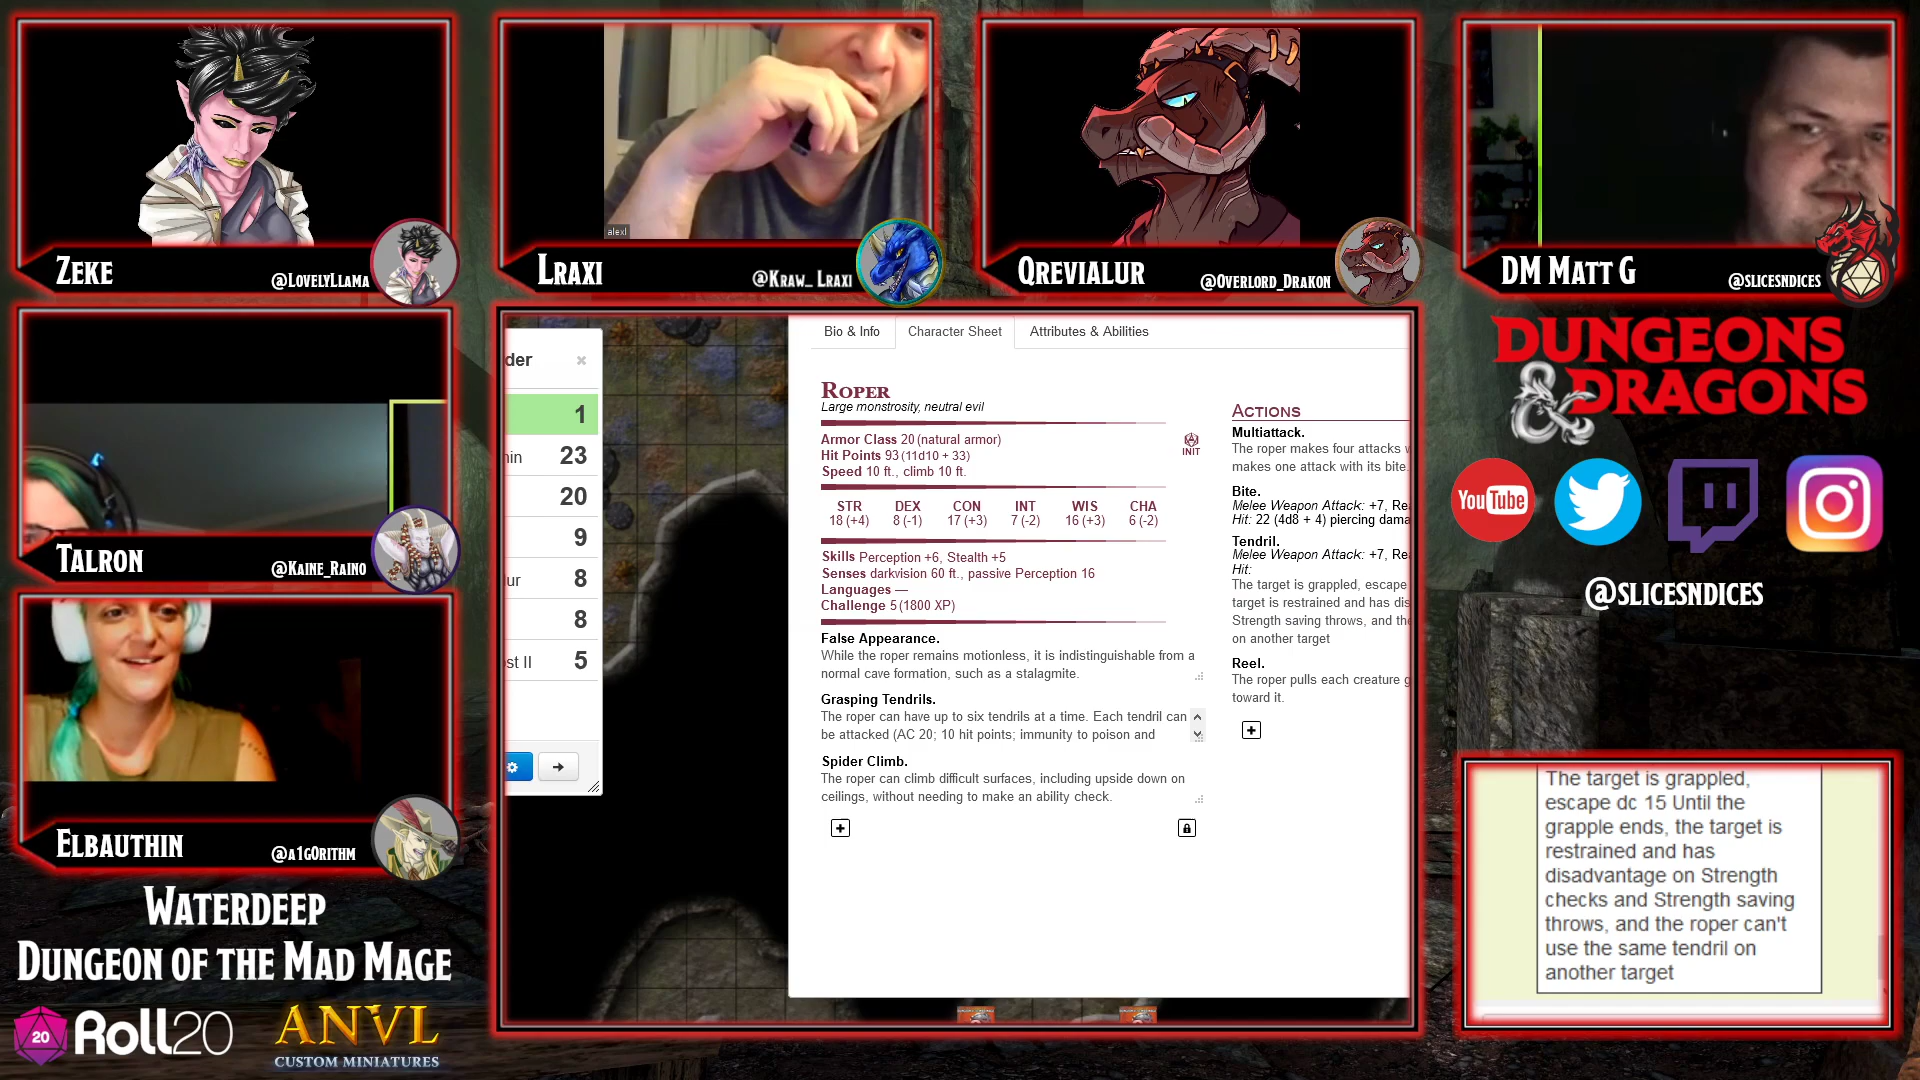 ZEKE
@LOVELYLLAMA
alexl
LRAXI
@KRAW_ LRAXI
QREVIALUR
@OVERLORD_DRAKON
DM MATT G
@SLICESNDICES
TALRON
@KAINE_RAINO
ELBAUTHIN
@A1G0RITHM
WATERDEEP
DUNGEON OF THE MAD MAGE
20
ROLL20
ANVL
CUSTOM MINIATURES
der ×
1
nin 23
20
9
ur 8
8
st II 5
Bio & Info
Character Sheet
Attributes & Abilities
ROPER
Large monstrosity, neutral evil
Armor Class 20 (natural armor)
Hit Points 93 (11d10 + 33)
Speed 10 ft., climb 10 ft.
INIT
STR DEX CON INT WIS CHA
18 (+4) 8 (-1) 17 (+3) 7 (-2) 16 (+3) 6 (-2)
Skills Perception +6, Stealth +5
Senses darkvision 60 ft., passive Perception 16
Languages —
Challenge 5 (1800 XP)
False Appearance.
While the roper remains motionless, it is indistinguishable from a
normal cave formation, such as a stalagmite.
Grasping Tendrils.
The roper can have up to six tendrils at a time. Each tendril can
be attacked (AC 20; 10 hit points; immunity to poison and
Spider Climb.
The roper can climb difficult surfaces, including upside down on
ceilings, without needing to make an ability check.
ACTIONS
Multiattack.
The roper makes four attacks w
makes one attack with its bite.
Bite.
Melee Weapon Attack: +7, Re
Hit: 22 (4d8 + 4) piercing dama
Tendril.
Melee Weapon Attack: +7, Re
Hit:
The target is grappled, escape
target is restrained and has dis
Strength saving throws, and the
on another target
Reel.
The roper pulls each creature g
toward it.
DUNGEONS
& DRAGONS
YouTube
@SLICESNDICES
The target is grappled,
escape dc 15 Until the
grapple ends, the target is
restrained and has
disadvantage on Strength
checks and Strength saving
throws, and the roper can't
use the same tendril on
another target